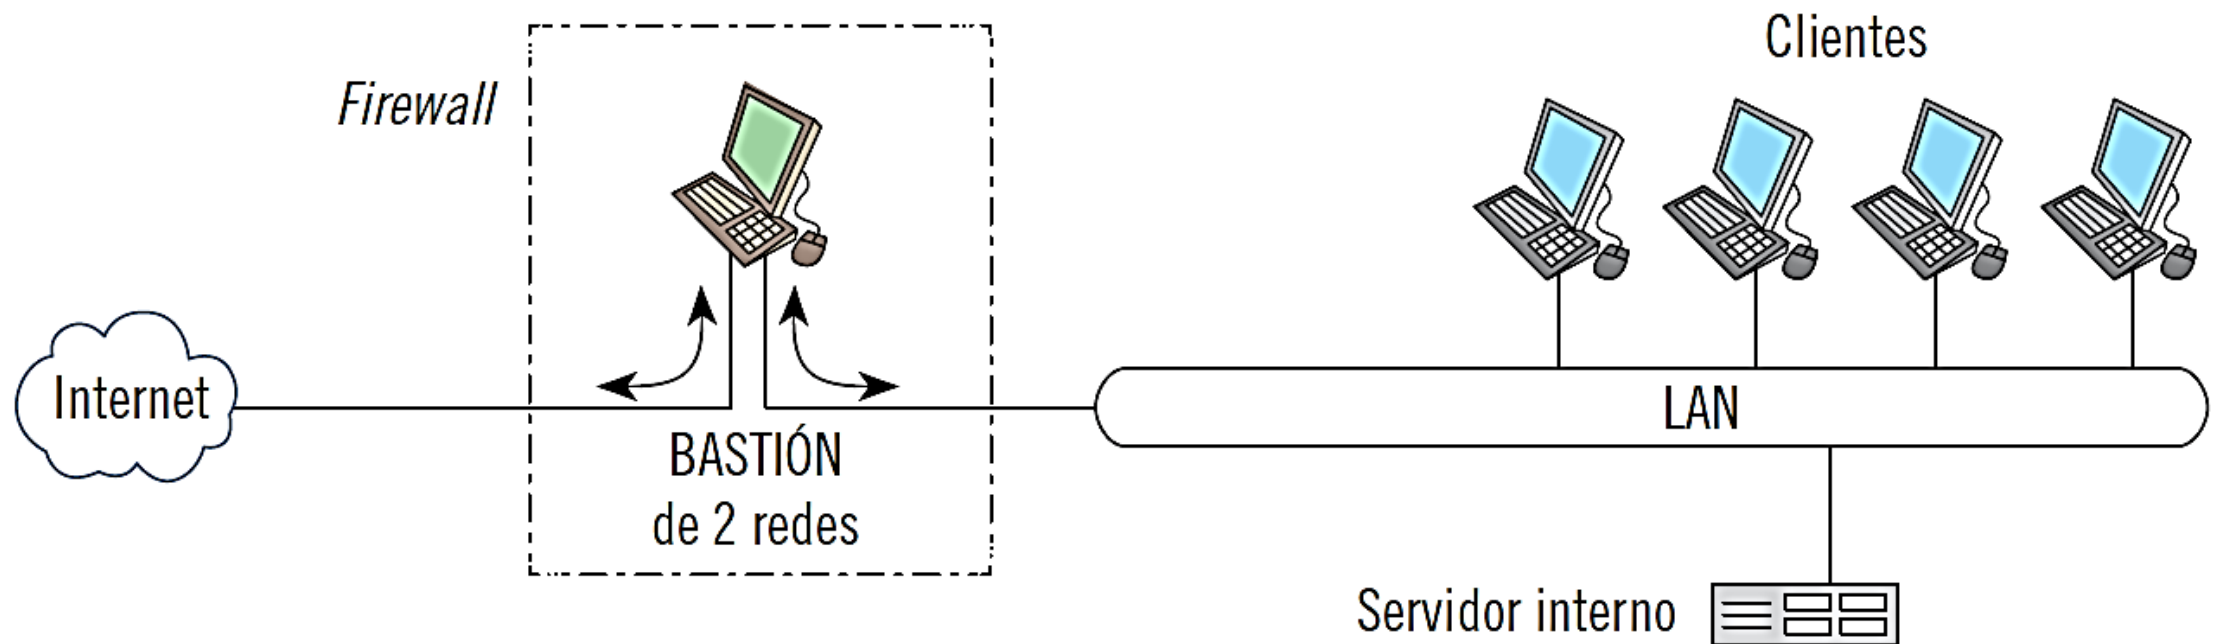 Clientes
Firewall
Internet
LAN
BASTIÓN
de 2 redes
Servidor interno